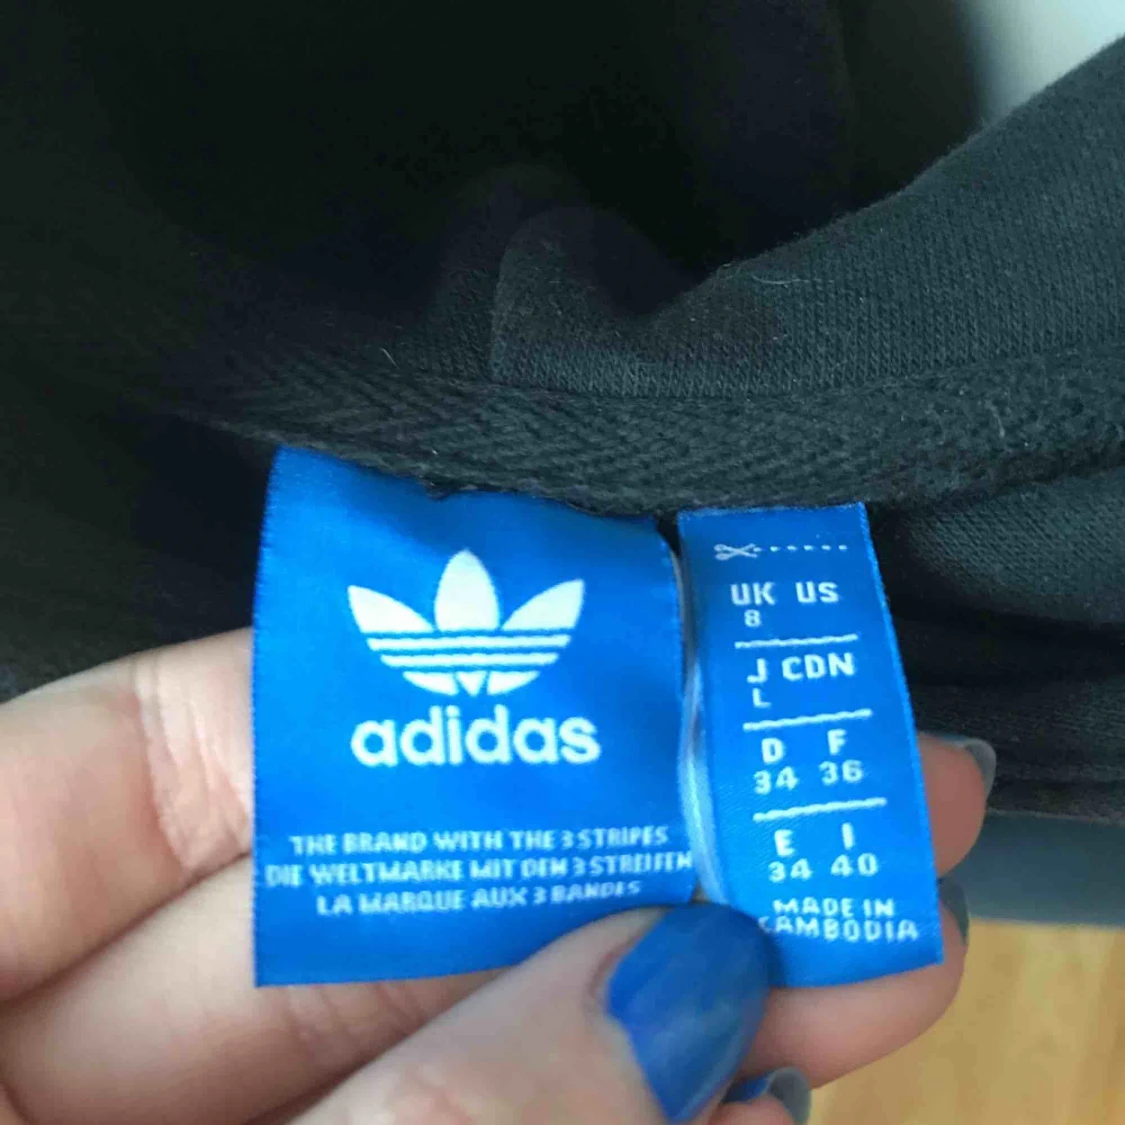 adidas
THE BRAND WITH THE 3 STRIPES
DIE WELTMARKE MIT DEN 3 STREIFEN
LA MARQUE AUX 3 BANDES
UK US
8
J CDN
L
D F
34 36
E I
34 40
MADE IN
CAMBODIA